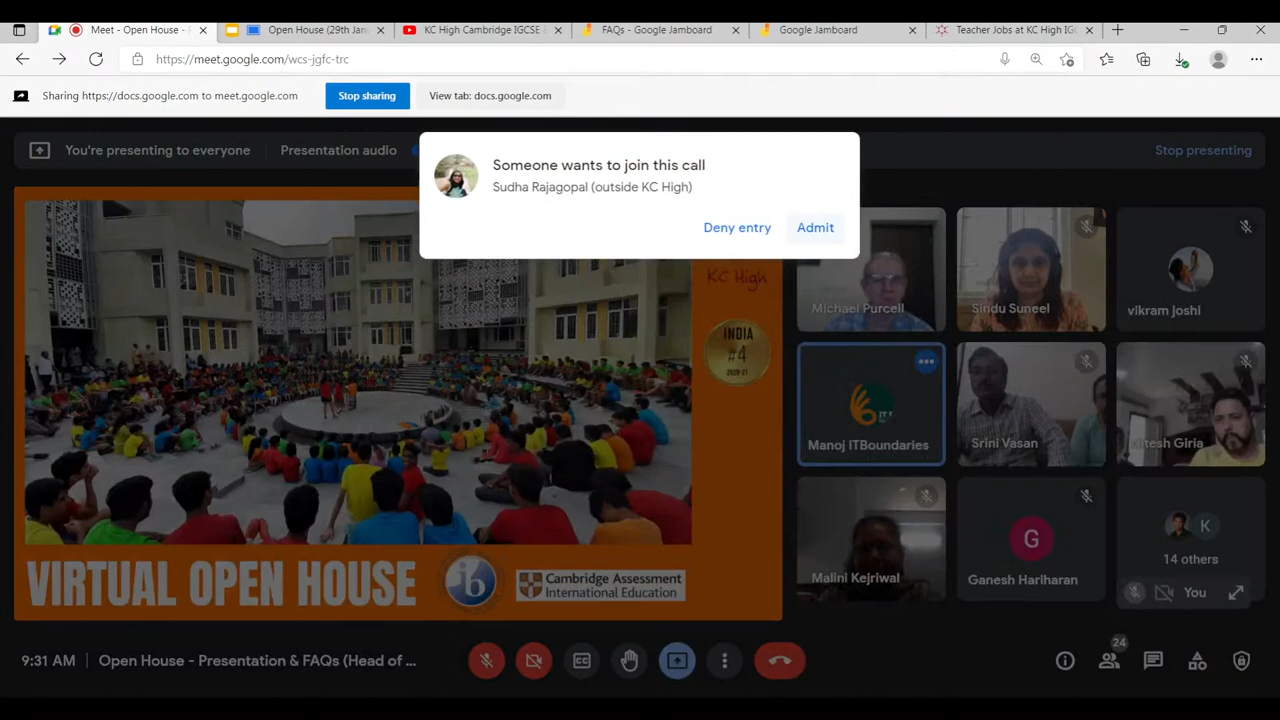 Meet - Open House -
Open House (29th Jan
KC High Cambridge IGCSE &
FAQs - Google Jamboard
Google Jamboard
Teacher Jobs at KC High IGC
https://meet.google.com/wcs-jgfc-trc
Sharing https://docs.google.com to meet.google.com
Stop sharing
View tab: docs.google.com
You're presenting to everyone
Presentation audio
Stop presenting
Someone wants to join this call
Sudha Rajagopal (outside KC High)
Deny entry
Admit
KC High
INDIA
#4
2020-21
VIRTUAL OPEN HOUSE
ib
Cambridge Assessment
International Education
Michael Purcell
Sindu Suneel
vikram joshi
Manoj ITBoundaries
Srini Vasan
itesh Giria
Malini Kejriwal
G
Ganesh Hariharan
K
14 others
You
9:31 AM
Open House - Presentation & FAQs (Head of ...
CC
24